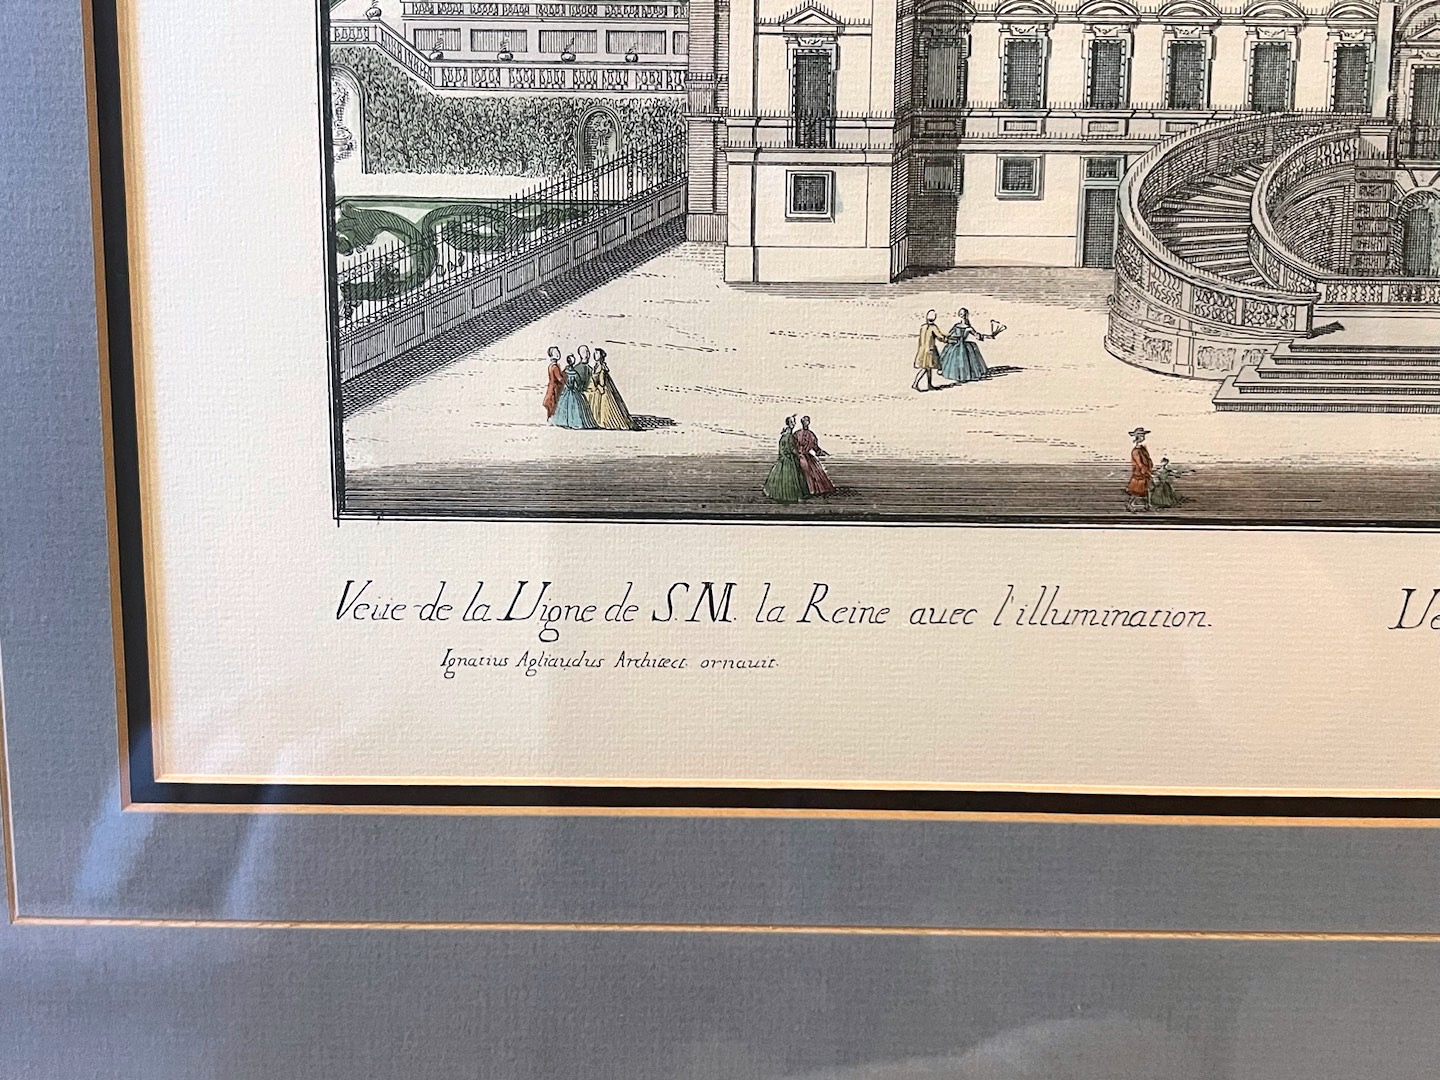 Veüe de la Vigne de S.M. la Reine auec l'illumination.
Ignatius Agliaudus Architect. ornauit.